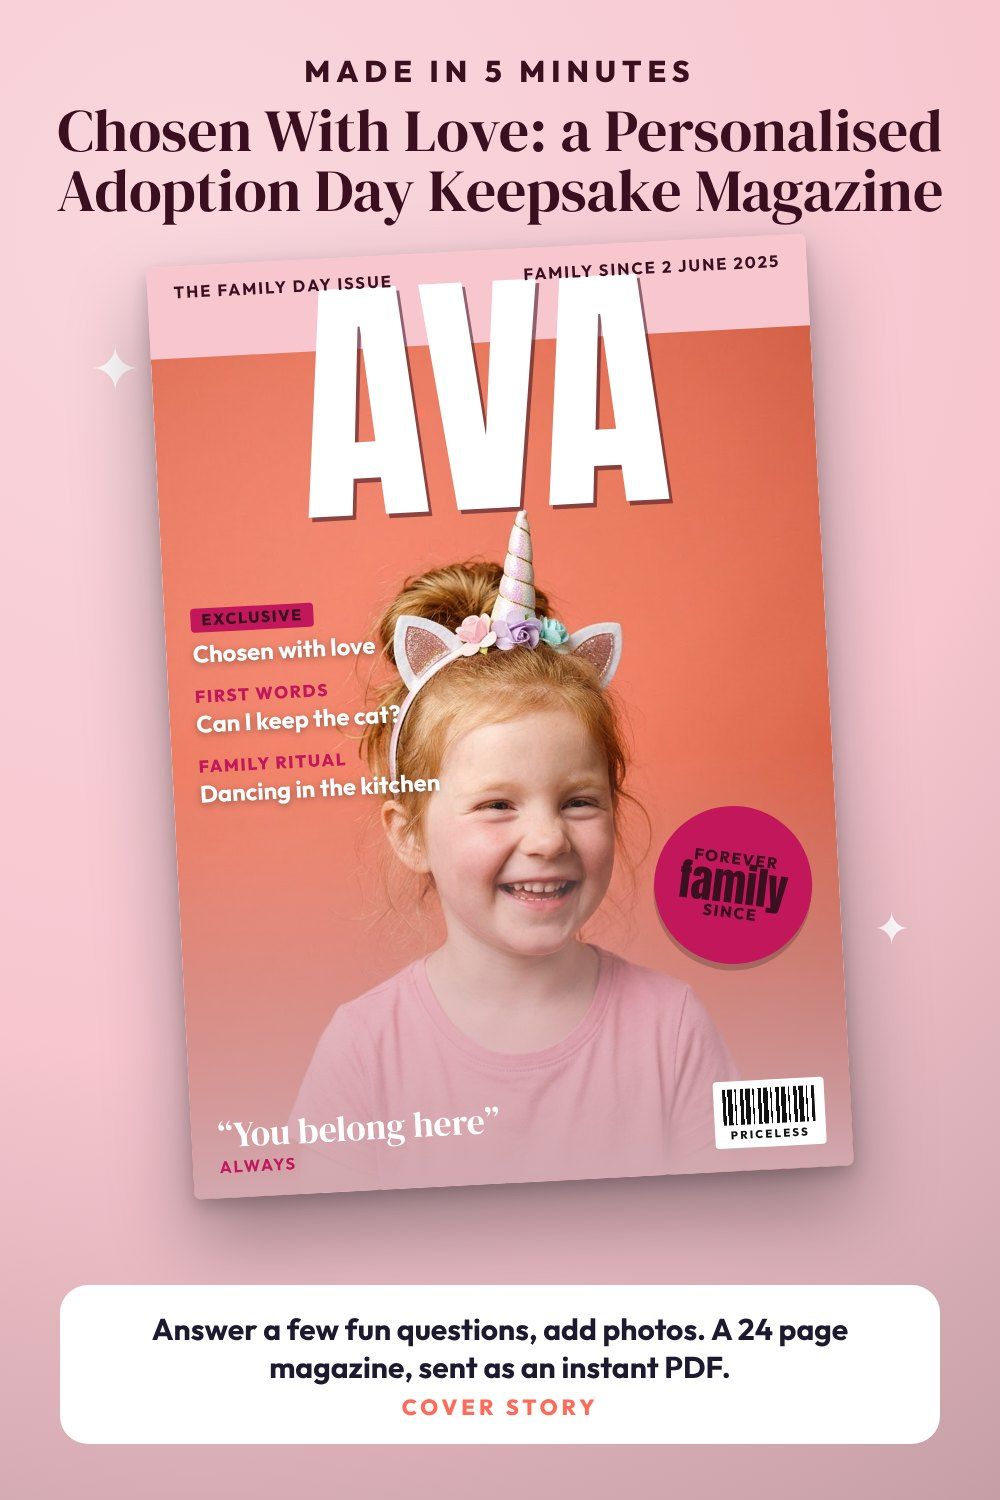 MADE IN 5 MINUTES
Chosen With Love: a Personalised
Adoption Day Keepsake Magazine
THE FAMILY DAY ISSUE
FAMILY SINCE 2 JUNE 2025
AVA
EXCLUSIVE
Chosen with love
FIRST WORDS
Can I keep the cat?
FAMILY RITUAL
Dancing in the kitchen
FOREVER
family
SINCE
“You belong here”
ALWAYS
PRICELESS
Answer a few fun questions, add photos. A 24 page
magazine, sent as an instant PDF.
COVER STORY